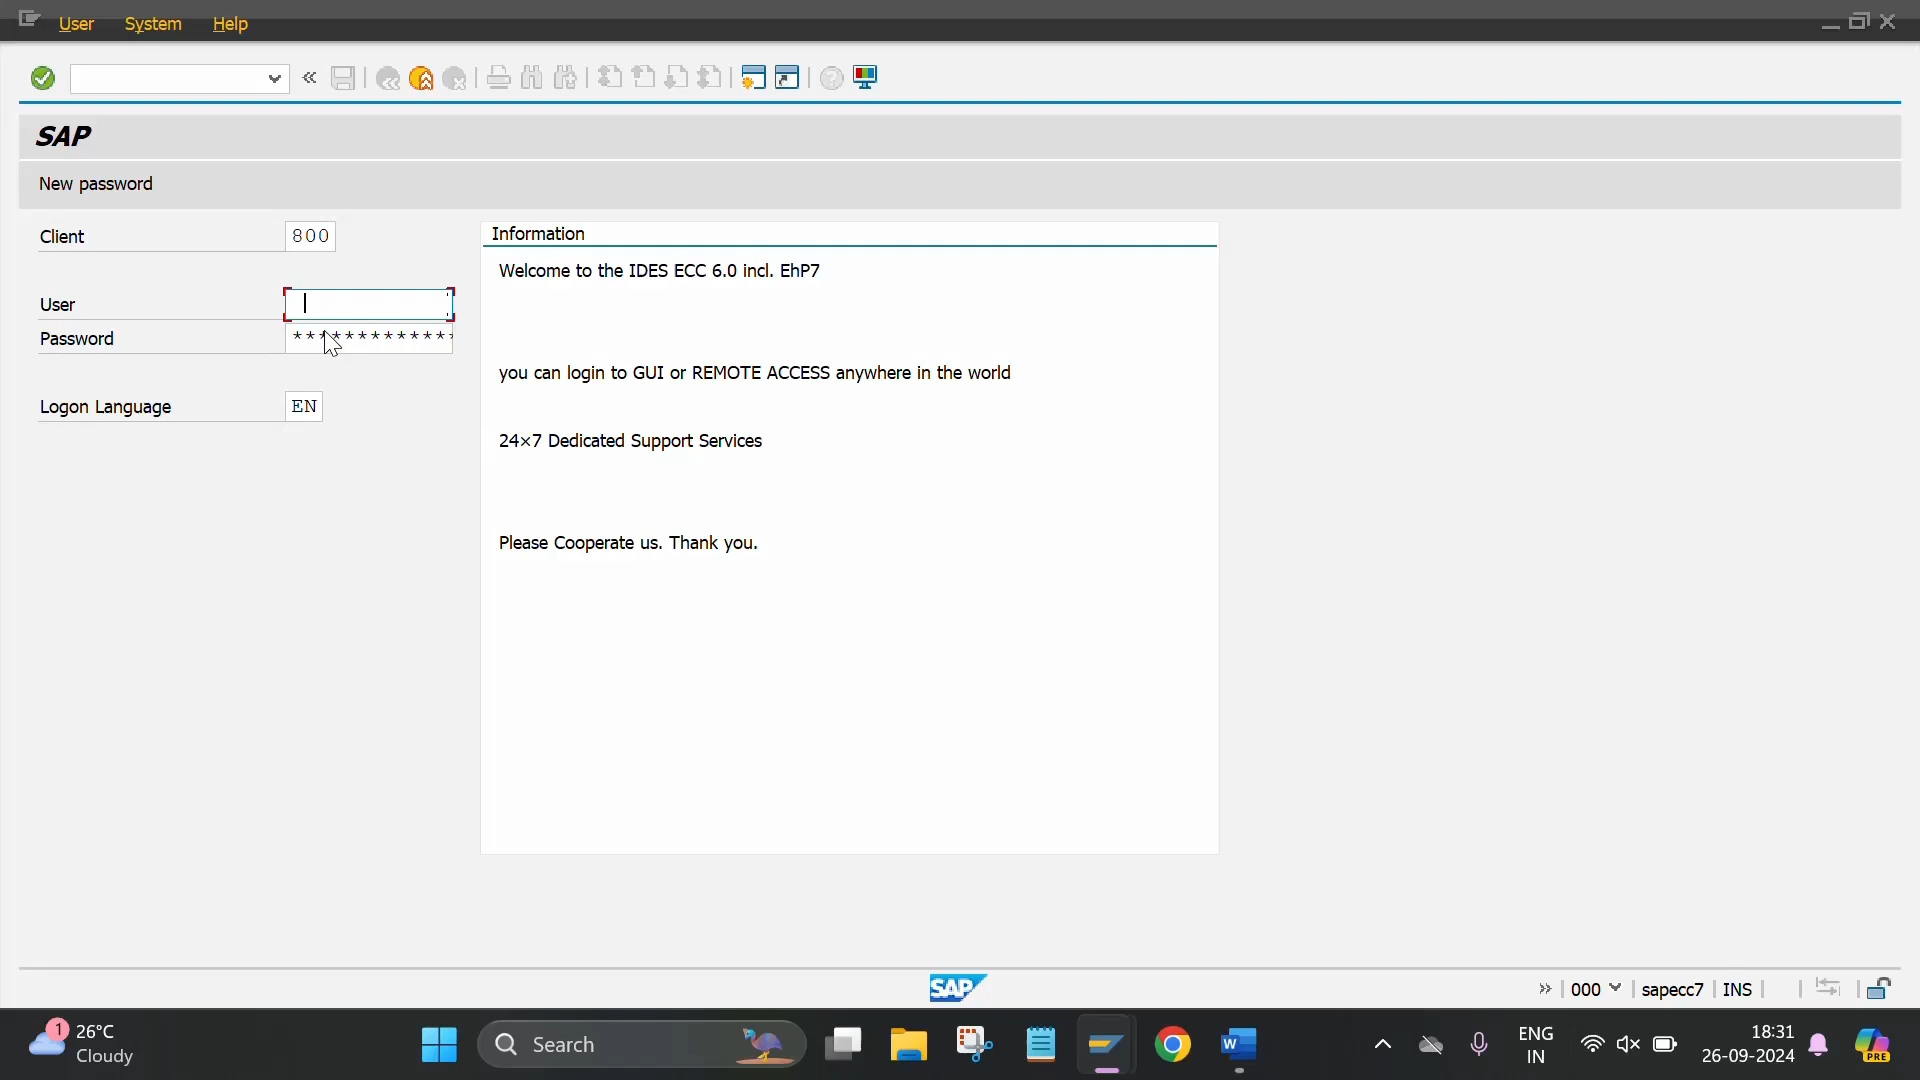 User System Help
SAP
New password
Client 800
Information
Welcome to the IDES ECC 6.0 incl. EhP7
User
Password *************
you can login to GUI or REMOTE ACCESS anywhere in the world
Logon Language EN
24×7 Dedicated Support Services
Please Cooperate us. Thank you.
SAP
000 sapecc7 INS
1 26°C
Cloudy
Search
W
ENG
IN
18:31
26-09-2024
PRE